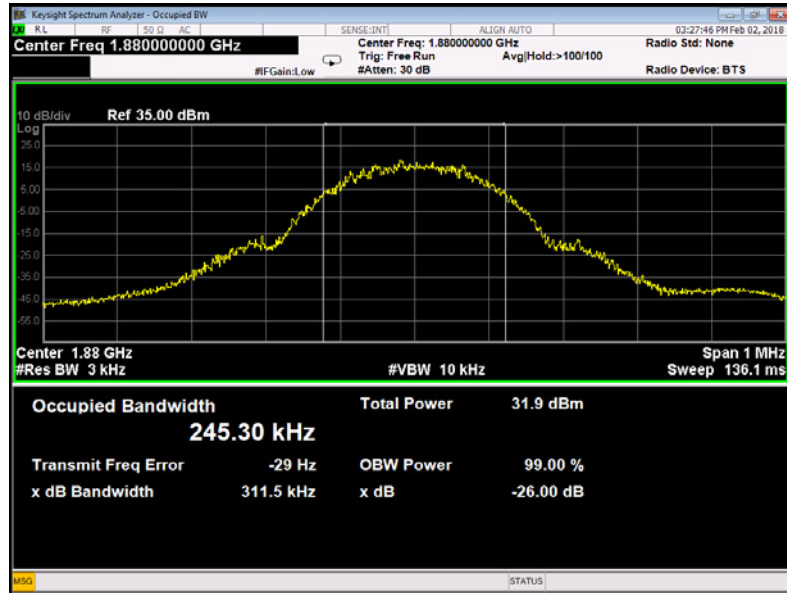 Keysight Spectrum Analyzer - Occupied BW
RL RF 50 Ω AC SENSE:INT ALIGN AUTO 03:27:46 PM Feb 02, 2018
Center Freq 1.880000000 GHz
Center Freq: 1.880000000 GHz
Radio Std: None
Trig: Free Run Avg|Hold:>100/100
#IFGain:Low #Atten: 30 dB Radio Device: BTS
10 dB/div Ref 35.00 dBm
Log
25.0
15.0
5.00
-5.00
-15.0
-25.0
-35.0
-45.0
-55.0
Center 1.88 GHz Span 1 MHz
#Res BW 3 kHz #VBW 10 kHz Sweep 136.1 ms
Occupied Bandwidth Total Power 31.9 dBm
245.30 kHz
Transmit Freq Error -29 Hz OBW Power 99.00 %
x dB Bandwidth 311.5 kHz x dB -26.00 dB
MSG STATUS